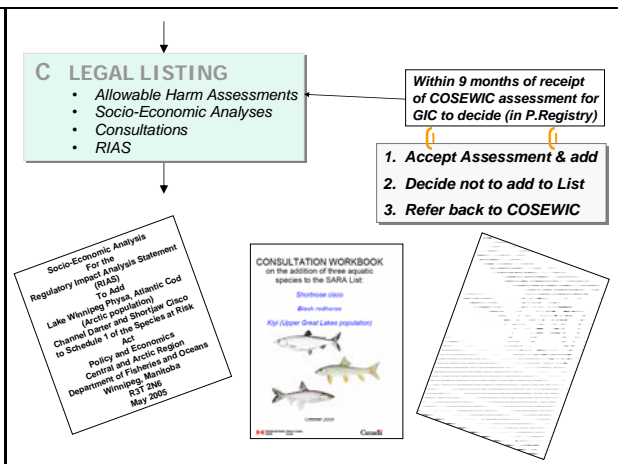 C LEGAL LISTING
• Allowable Harm Assessments
• Socio-Economic Analyses
• Consultations
• RIAS
Within 9 months of receipt
of COSEWIC assessment for
GIC to decide (in P.Registry)
1. Accept Assessment & add
2. Decide not to add to List
3. Refer back to COSEWIC
Socio-Economic Analysis
For the
Regulatory Impact Analysis Statement
(RIAS)
To Add
Lake Winnipeg Physa, Atlantic Cod
(Arctic population)
Channel Darter and Shortjaw Cisco
to Schedule 1 of the Species at Risk
Act
Policy and Economics
Central and Arctic Region
Department of Fisheries and Oceans
Winnipeg, Manitoba
R3T 2N6
May 2005
CONSULTATION WORKBOOK
on the addition of three aquatic
species to the SARA List:
Shortnose cisco
Black redhorse
Kiyi (Upper Great Lakes population)
October 2005
Canada